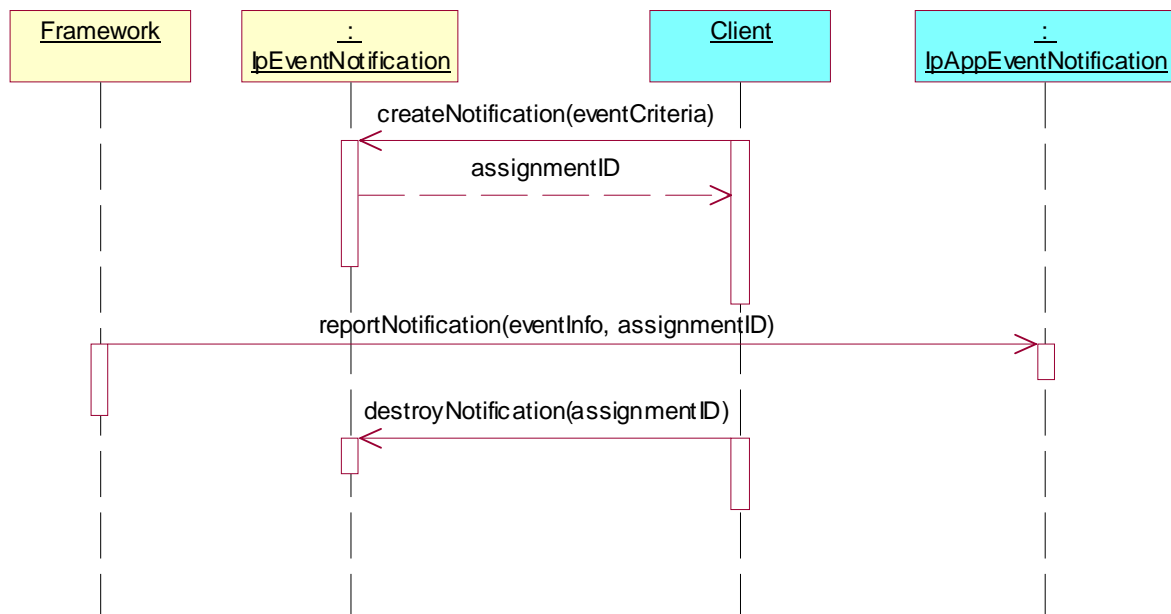 Framework
:
IpEventNotification
Client
:
IpAppEventNotification
createNotification(eventCriteria)
assignmentID
reportNotification(eventInfo, assignmentID)
destroyNotification(assignmentID)